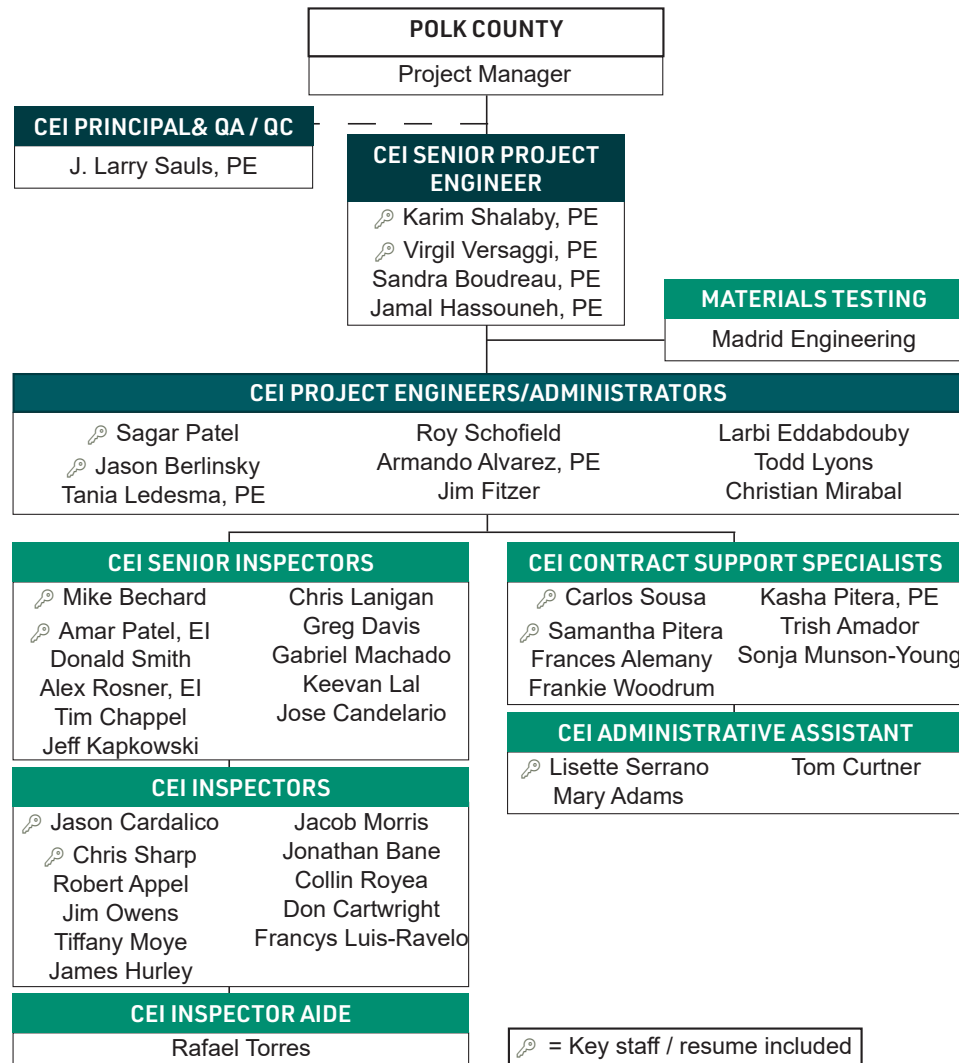 POLK COUNTY
Project Manager
CEI PRINCIPAL& QA / QC
J. Larry Sauls, PE
CEI SENIOR PROJECT
ENGINEER
Karim Shalaby, PE
Virgil Versaggi, PE
Sandra Boudreau, PE
Jamal Hassouneh, PE
MATERIALS TESTING
Madrid Engineering
CEI PROJECT ENGINEERS/ADMINISTRATORS
Sagar Patel
Jason Berlinsky
Tania Ledesma, PE
Roy Schofield
Armando Alvarez, PE
Jim Fitzer
Larbi Eddabdouby
Todd Lyons
Christian Mirabal
CEI SENIOR INSPECTORS
Mike Bechard
Amar Patel, EI
Donald Smith
Alex Rosner, EI
Tim Chappel
Jeff Kapkowski
Chris Lanigan
Greg Davis
Gabriel Machado
Keevan Lal
Jose Candelario
CEI CONTRACT SUPPORT SPECIALISTS
Carlos Sousa
Samantha Pitera
Frances Alemany
Frankie Woodrum
Kasha Pitera, PE
Trish Amador
Sonja Munson-Young
CEI ADMINISTRATIVE ASSISTANT
Lisette Serrano
Mary Adams
Tom Curtner
CEI INSPECTORS
Jason Cardalico
Chris Sharp
Robert Appel
Jim Owens
Tiffany Moye
James Hurley
Jacob Morris
Jonathan Bane
Collin Royea
Don Cartwright
Francys Luis-Ravelo
CEI INSPECTOR AIDE
Rafael Torres
= Key staff / resume included